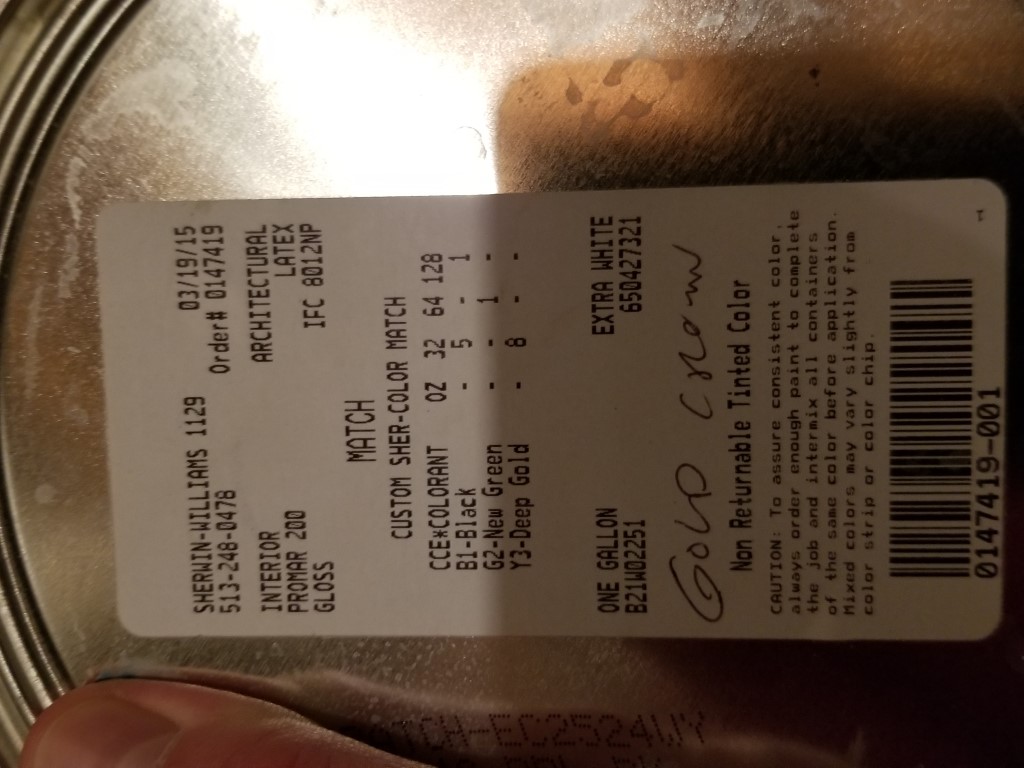 SHERWIN-WILLIAMS 1129 03/19/15
513-248-0478 Order# 0147419
INTERIOR ARCHITECTURAL
PROMAR 200 LATEX
GLOSS IFC 8012NP
MATCH
CUSTOM SHER-COLOR MATCH
CCE*COLORANT OZ 32 64 128
B1-Black - 5 - 1
G2-New Green - - 1 -
Y3-Deep Gold - 8 - -
ONE GALLON EXTRA WHITE
B21W02251 650427321
GOLD Crown
Non Returnable Tinted Color
CAUTION: To assure consistent color,
always order enough paint to complete
the job and intermix all containers
of the same color before application.
Mixed colors may vary slightly from
color strip or color chip.
0147419-001